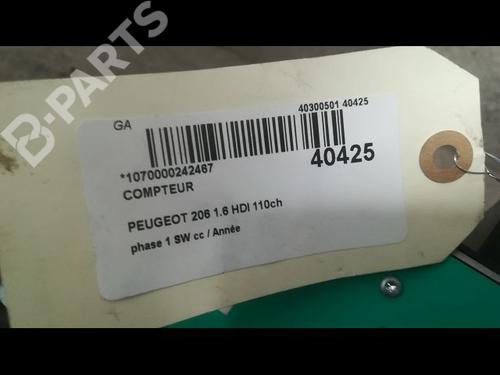 B-PARTS
GA
40300501 40425
*1070000242467
40425
COMPTEUR
PEUGEOT 206 1.6 HDI 110ch
phase 1 SW cc / Année